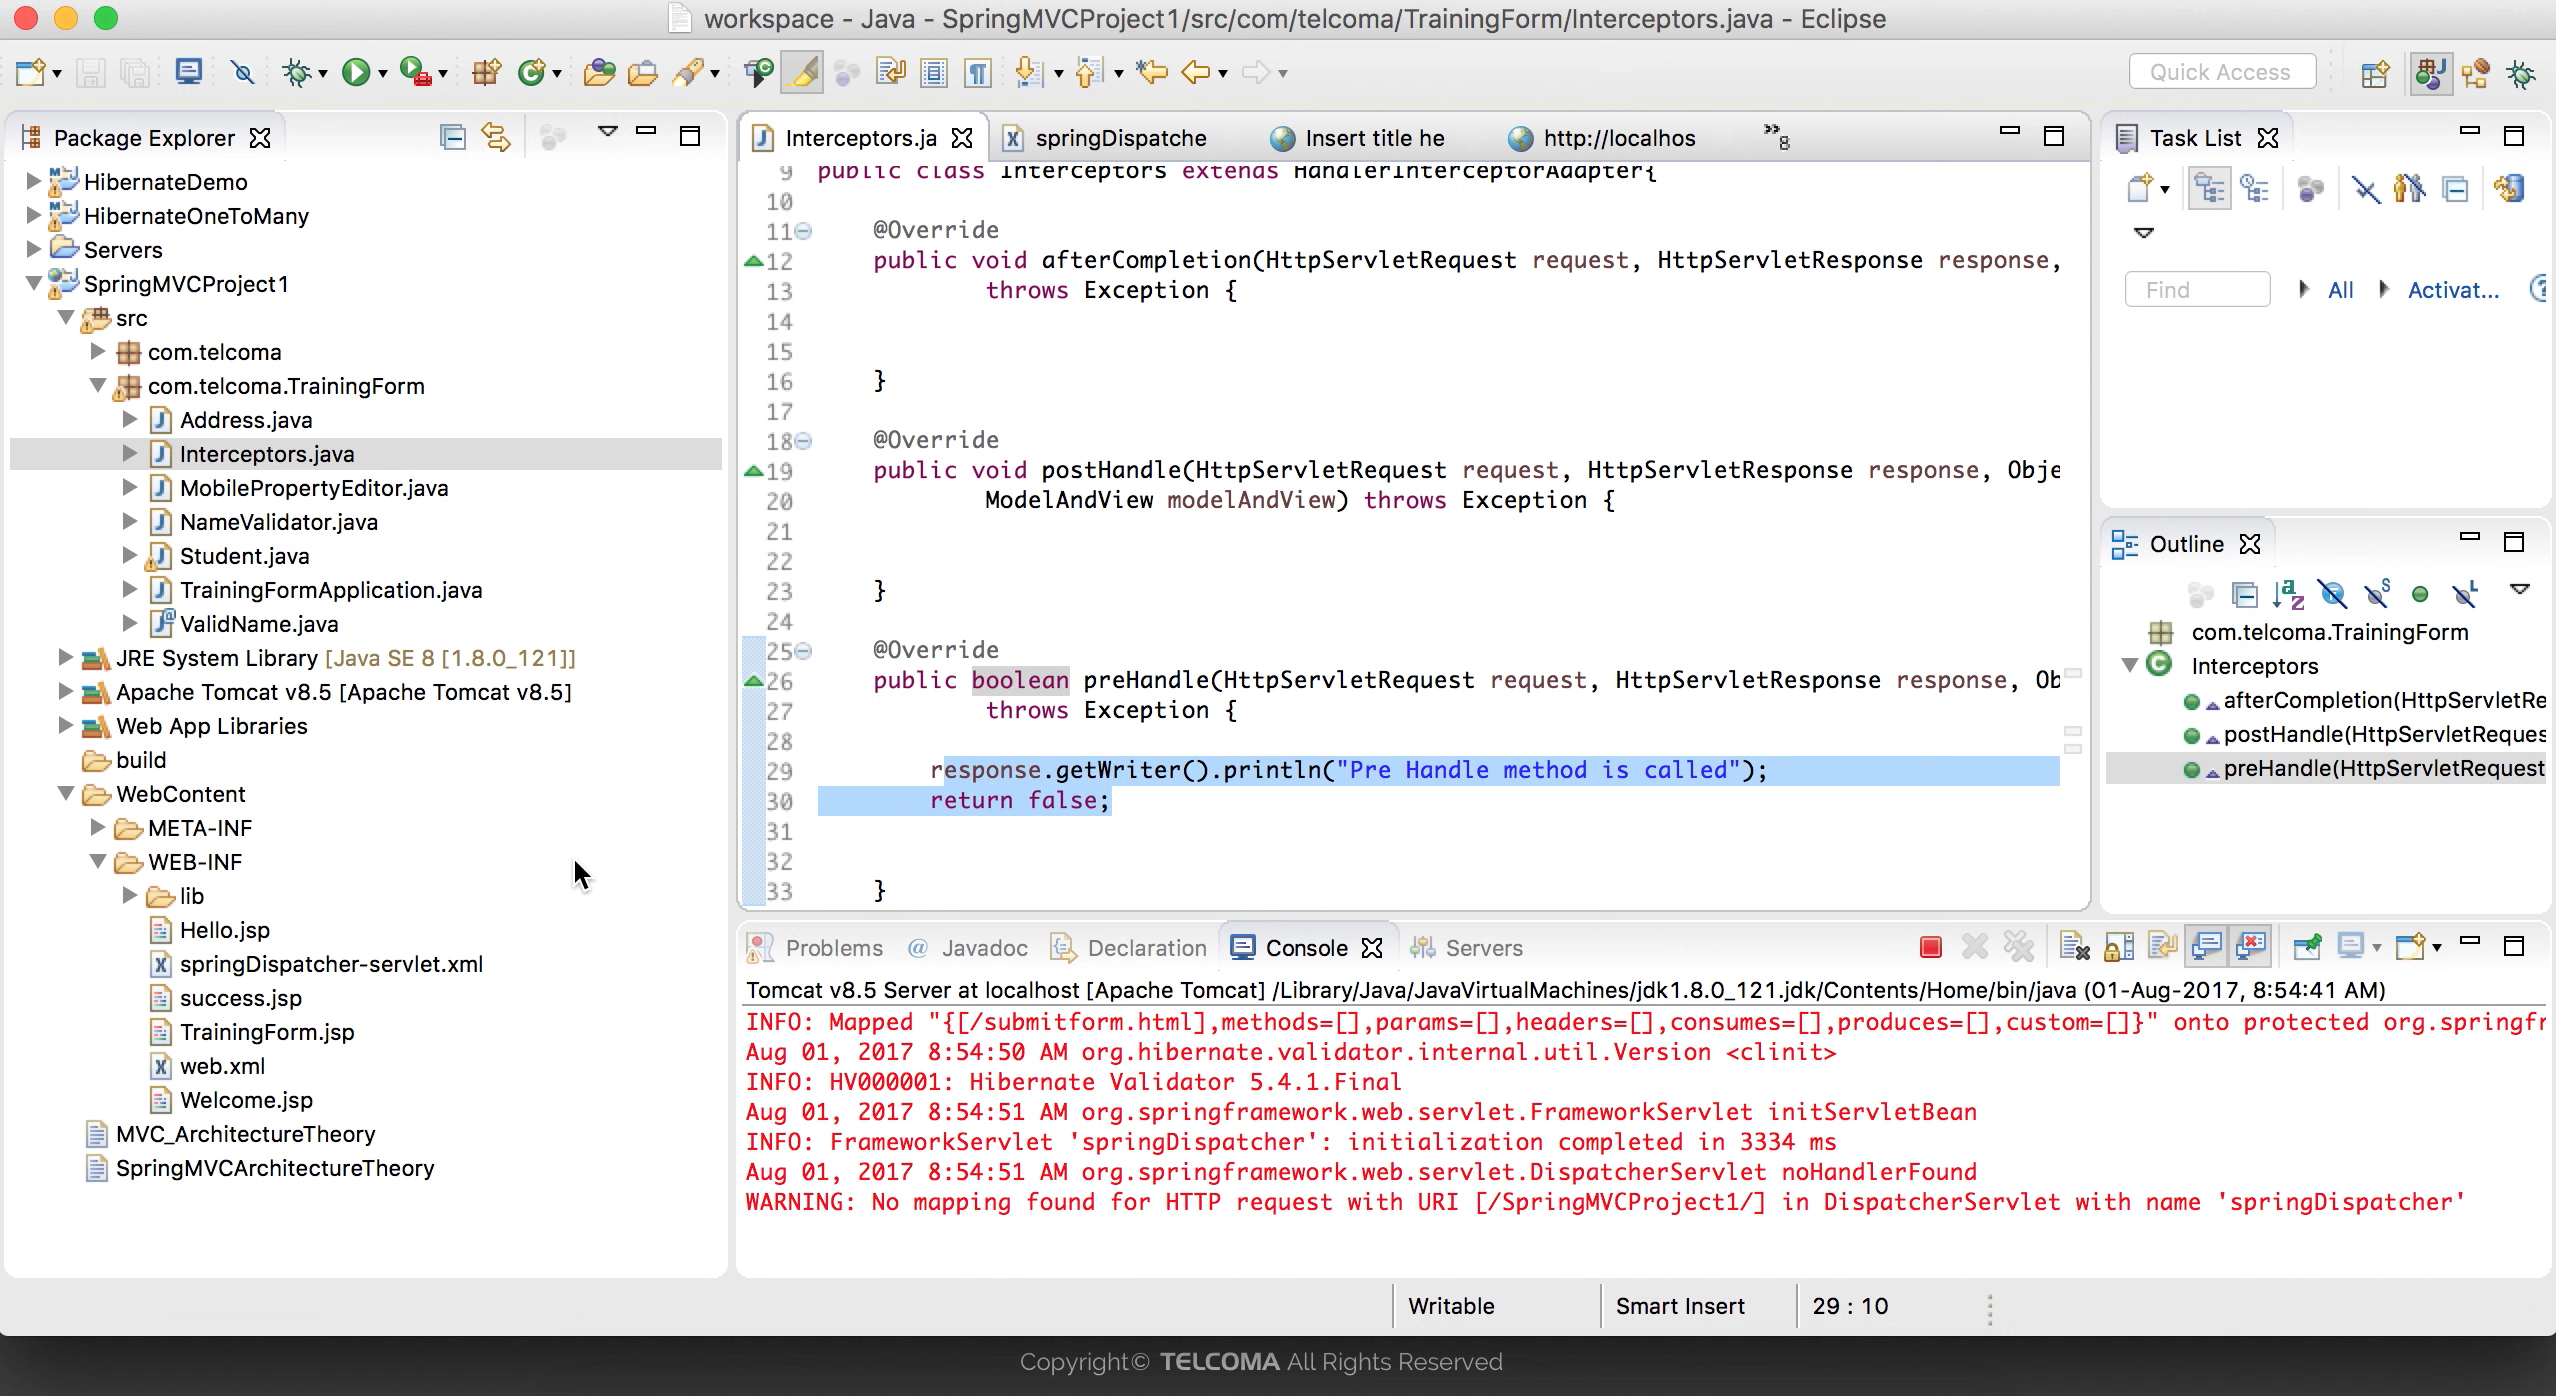 workspace - Java - SpringMVCProject1/src/com/telcoma/TrainingForm/Interceptors.java - Eclipse
Quick Access
Package Explorer
HibernateDemo
HibernateOneToMany
Servers
SpringMVCProject1
src
com.telcoma
com.telcoma.TrainingForm
Address.java
Interceptors.java
MobilePropertyEditor.java
NameValidator.java
Student.java
TrainingFormApplication.java
ValidName.java
JRE System Library [Java SE 8 [1.8.0_121]]
Apache Tomcat v8.5 [Apache Tomcat v8.5]
Web App Libraries
build
WebContent
META-INF
WEB-INF
lib
Hello.jsp
springDispatcher-servlet.xml
success.jsp
TrainingForm.jsp
web.xml
Welcome.jsp
MVC_ArchitectureTheory
SpringMVCArchitectureTheory
Interceptors.ja springDispatche Insert title he http://localhos »8
9 public class Interceptors extends HandlerInterceptorAdapter{
10
11 @Override
12 public void afterCompletion(HttpServletRequest request, HttpServletResponse response,
13 throws Exception {
14
15
16 }
17
18 @Override
19 public void postHandle(HttpServletRequest request, HttpServletResponse response, Obje
20 ModelAndView modelAndView) throws Exception {
21
22
23 }
24
25 @Override
26 public boolean preHandle(HttpServletRequest request, HttpServletResponse response, Ob
27 throws Exception {
28
29 response.getWriter().println("Pre Handle method is called");
30 return false;
31
32
33 }
Task List
Find All Activat...
Outline
com.telcoma.TrainingForm
Interceptors
afterCompletion(HttpServletRe
postHandle(HttpServletReques
preHandle(HttpServletRequest
Problems @ Javadoc Declaration Console Servers
Tomcat v8.5 Server at localhost [Apache Tomcat] /Library/Java/JavaVirtualMachines/jdk1.8.0_121.jdk/Contents/Home/bin/java (01-Aug-2017, 8:54:41 AM)
INFO: Mapped "{[/submitform.html],methods=[],params=[],headers=[],consumes=[],produces=[],custom=[]}" onto protected org.springfr
Aug 01, 2017 8:54:50 AM org.hibernate.validator.internal.util.Version <clinit>
INFO: HV000001: Hibernate Validator 5.4.1.Final
Aug 01, 2017 8:54:51 AM org.springframework.web.servlet.FrameworkServlet initServletBean
INFO: FrameworkServlet 'springDispatcher': initialization completed in 3334 ms
Aug 01, 2017 8:54:51 AM org.springframework.web.servlet.DispatcherServlet noHandlerFound
WARNING: No mapping found for HTTP request with URI [/SpringMVCProject1/] in DispatcherServlet with name 'springDispatcher'
Writable Smart Insert 29 : 10
Copyright© TELCOMA All Rights Reserved